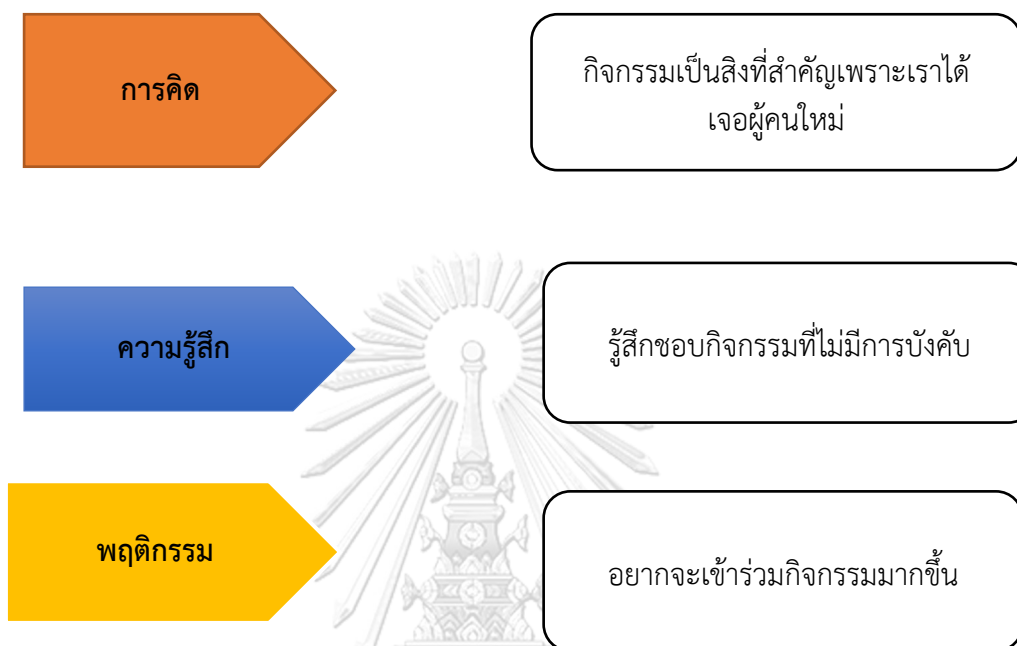 การคิด
กิจกรรมเป็นสิงที่สำคัญเพราะเราได้
เจอผู้คนใหม่
ความรู้สึก
รู้สึกชอบกิจกรรมที่ไม่มีการบังคับ
พฤติกรรม
อยากจะเข้าร่วมกิจกรรมมากขึ้น